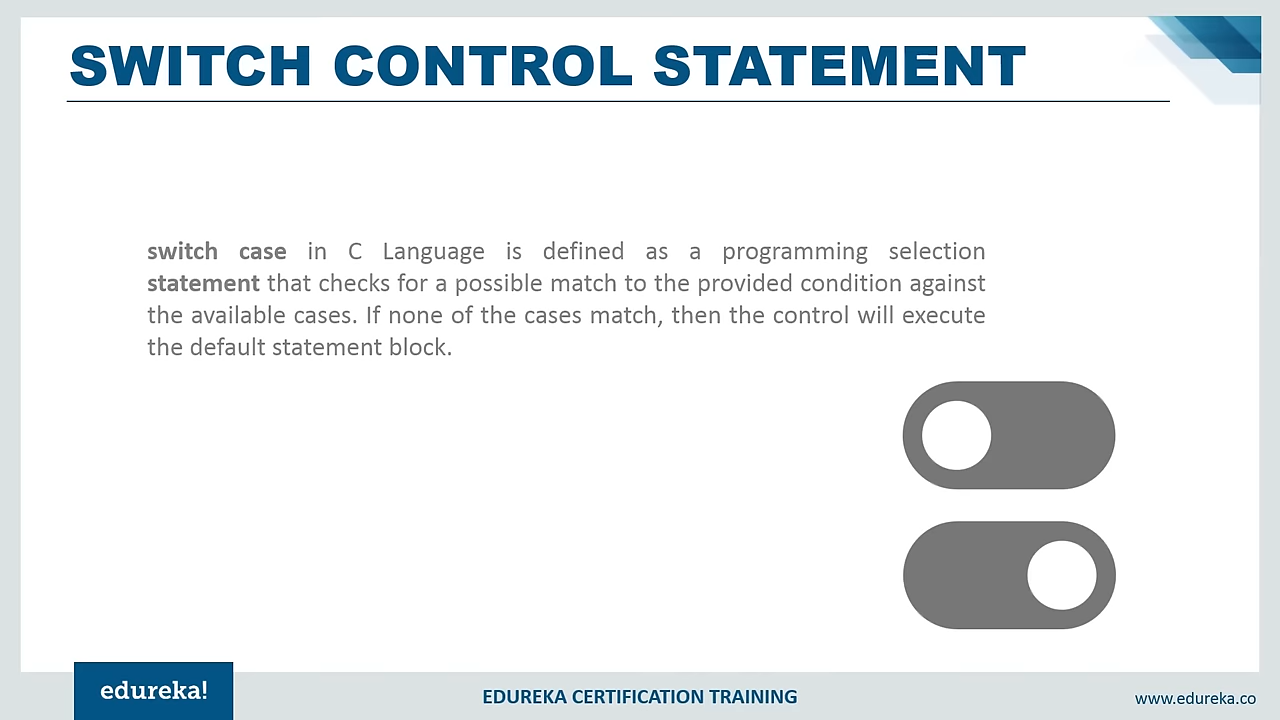 SWITCH CONTROL STATEMENT
switch case in C Language is defined as a programming selection
statement that checks for a possible match to the provided condition against
the available cases. If none of the cases match, then the control will execute
the default statement block.
edureka!
EDUREKA CERTIFICATION TRAINING
www.edureka.co